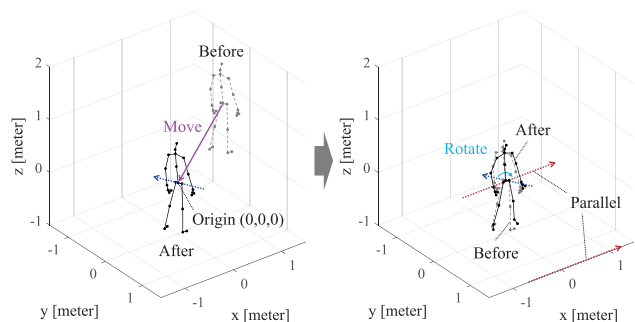 Before
Move
Origin (0,0,0)
After
z [meter]
2
1
0
-1
y [meter]
-1
0
1
x [meter]
-1
0
1
After
Rotate
Parallel
Before
z [meter]
2
1
0
-1
y [meter]
-1
0
1
x [meter]
-1
0
1